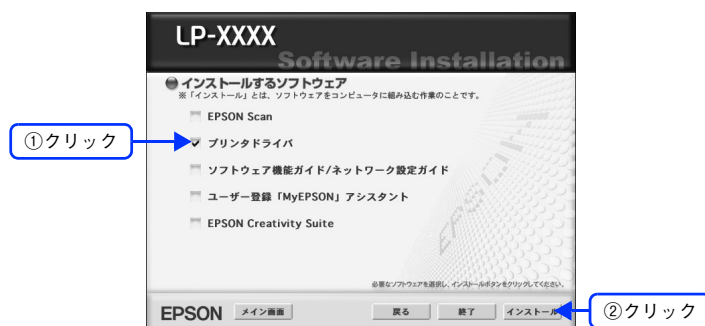 LP-XXXX
Software Installation
インストールするソフトウェア
※「インストール」とは、ソフトウェアをコンピュータに組み込む作業のことです。
EPSON Scan
①クリック
プリンタドライバ
ソフトウェア機能ガイド/ネットワーク設定ガイド
ユーザー登録「MyEPSON」アシスタント
EPSON Creativity Suite
EPSON
必要なソフトウェアを選択し、インストールボタンをクリックしてください。
EPSON メイン画面 戻る 終了 インストール
②クリック